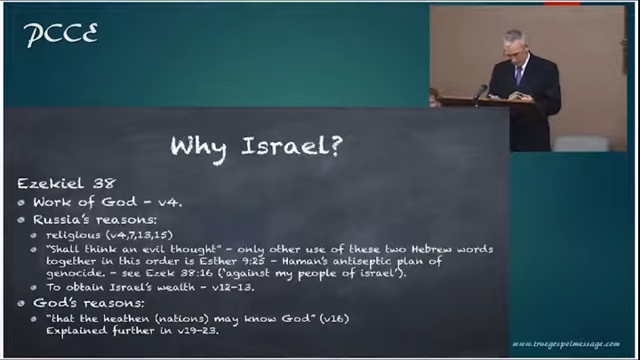 PCCE
Why Israel?
Ezekiel 38
Work of God - v4.
Russia's reasons:
religious (v4,7,13,15)
"Shall think an evil thought" - only other use of these two Hebrew words
together in this order is Esther 9:25 - Haman's antiseptic plan of
genocide. - see Ezek 38:16 ('against my people of israel').
To obtain Israel's wealth - v12-13.
God's reasons:
"that the heathen (nations) may know God" (v16)
Explained further in v19-23.
www.truegospelmessage.com